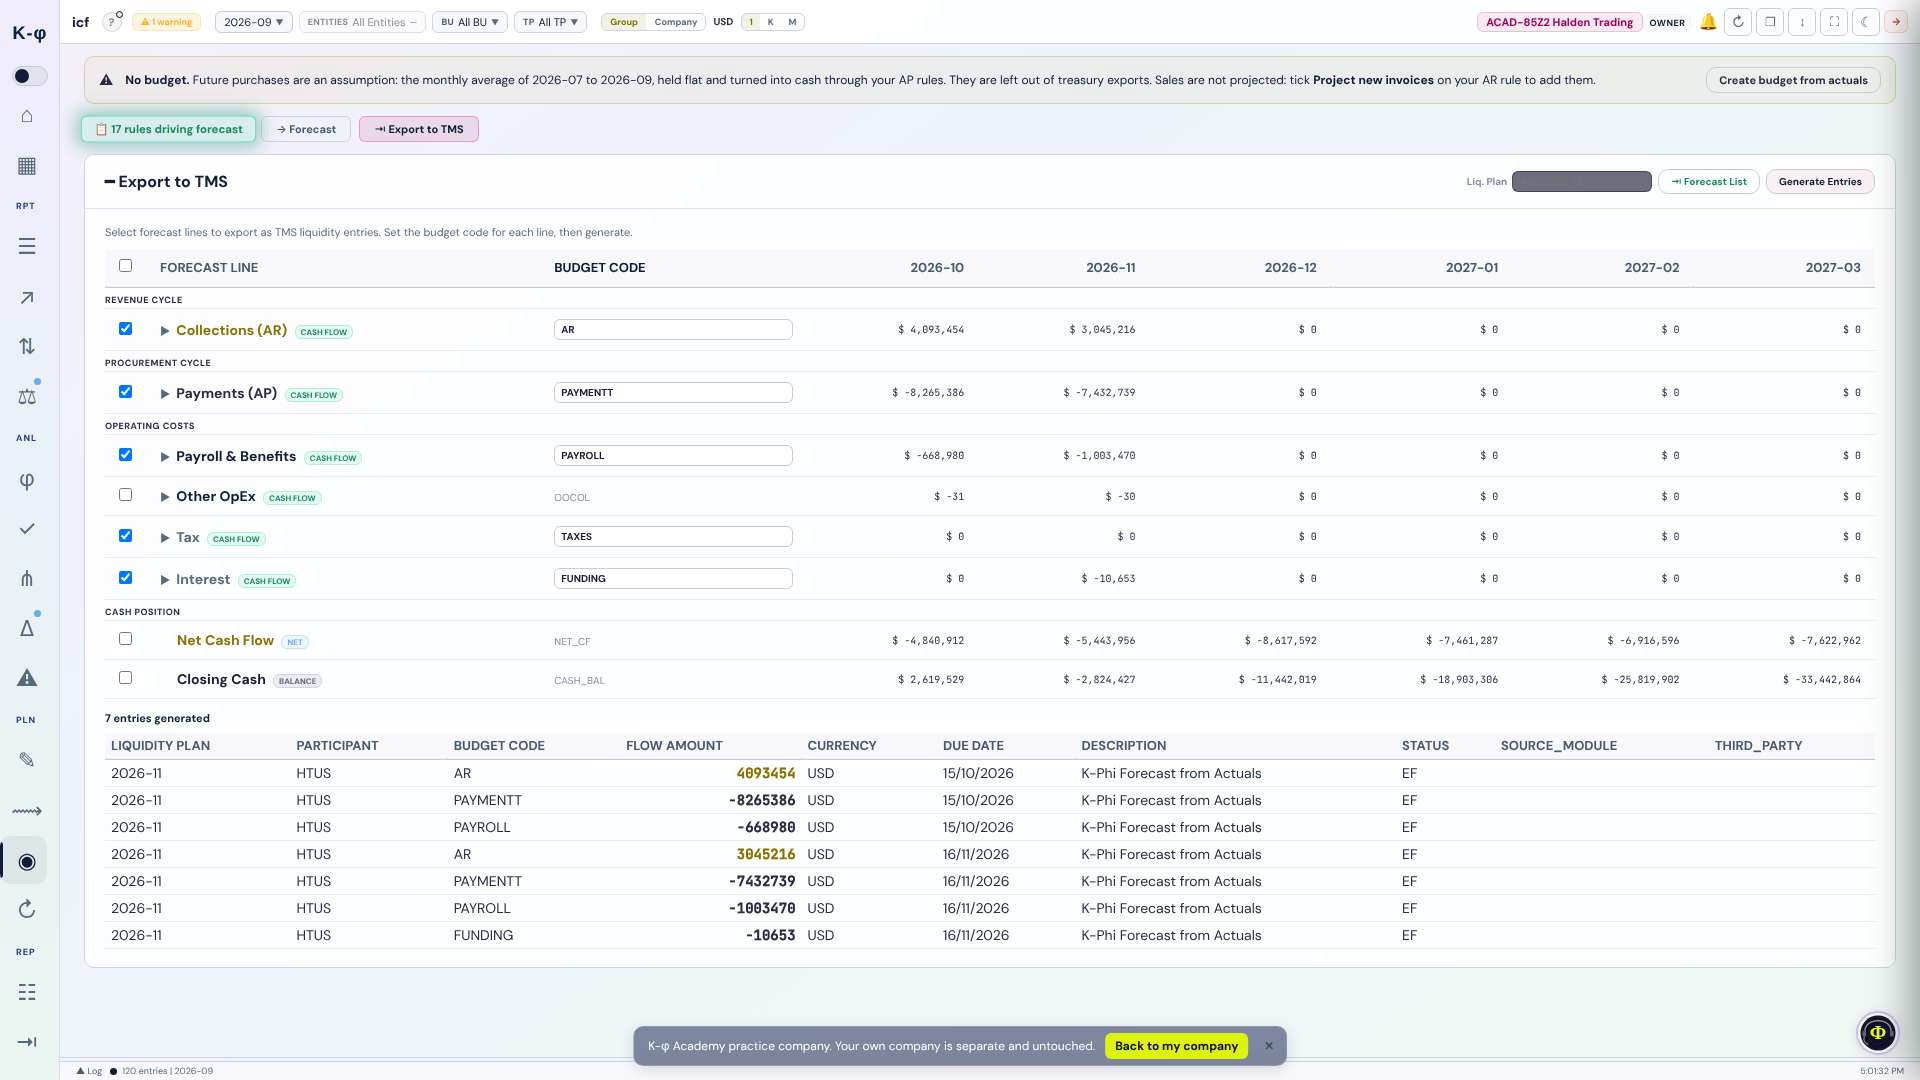 K-φ
icf ? ⚠ 1 warning 2026-09 ▼ ENTITIES All Entities — BU All BU ▼ TP All TP ▼ Group Company USD 1 K M ACAD-85Z2 Halden Trading OWNER
No budget. Future purchases are an assumption: the monthly average of 2026-07 to 2026-09, held flat and turned into cash through your AP rules. They are left out of treasury exports. Sales are not projected: tick Project new invoices on your AR rule to add them. Create budget from actuals
17 rules driving forecast → Forecast ⇥ Export to TMS
Export to TMS Liq. Plan ⇥ Forecast List Generate Entries
Select forecast lines to export as TMS liquidity entries. Set the budget code for each line, then generate.
FORECAST LINE BUDGET CODE 2026-10 2026-11 2026-12 2027-01 2027-02 2027-03
REVENUE CYCLE
▶ Collections (AR) CASH FLOW AR $ 4,093,454 $ 3,045,216 $ 0 $ 0 $ 0 $ 0
PROCUREMENT CYCLE
▶ Payments (AP) CASH FLOW PAYMENTT $ -8,265,386 $ -7,432,739 $ 0 $ 0 $ 0 $ 0
OPERATING COSTS
▶ Payroll & Benefits CASH FLOW PAYROLL $ -668,980 $ -1,003,470 $ 0 $ 0 $ 0 $ 0
▶ Other OpEx CASH FLOW OOCOL $ -31 $ -30 $ 0 $ 0 $ 0 $ 0
▶ Tax CASH FLOW TAXES $ 0 $ 0 $ 0 $ 0 $ 0 $ 0
▶ Interest CASH FLOW FUNDING $ 0 $ -10,653 $ 0 $ 0 $ 0 $ 0
CASH POSITION
Net Cash Flow NET NET_CF $ -4,840,912 $ -5,443,956 $ -8,617,592 $ -7,461,287 $ -6,916,596 $ -7,622,962
Closing Cash BALANCE CASH_BAL $ 2,619,529 $ -2,824,427 $ -11,442,019 $ -18,903,306 $ -25,819,902 $ -33,442,864
7 entries generated
LIQUIDITY PLAN PARTICIPANT BUDGET CODE FLOW AMOUNT CURRENCY DUE DATE DESCRIPTION STATUS SOURCE_MODULE THIRD_PARTY
2026-11 HTUS AR 4093454 USD 15/10/2026 K-Phi Forecast from Actuals EF
2026-11 HTUS PAYMENTT -8265386 USD 15/10/2026 K-Phi Forecast from Actuals EF
2026-11 HTUS PAYROLL -668980 USD 15/10/2026 K-Phi Forecast from Actuals EF
2026-11 HTUS AR 3045216 USD 16/11/2026 K-Phi Forecast from Actuals EF
2026-11 HTUS PAYMENTT -7432739 USD 16/11/2026 K-Phi Forecast from Actuals EF
2026-11 HTUS PAYROLL -1003470 USD 16/11/2026 K-Phi Forecast from Actuals EF
2026-11 HTUS FUNDING -10653 USD 16/11/2026 K-Phi Forecast from Actuals EF
RPT
ANL
φ
Δ
PLN
REP
K-φ Academy practice company. Your own company is separate and untouched. Back to my company ×
Φ
▲ Log ● 120 entries | 2026-09 5:01:32 PM